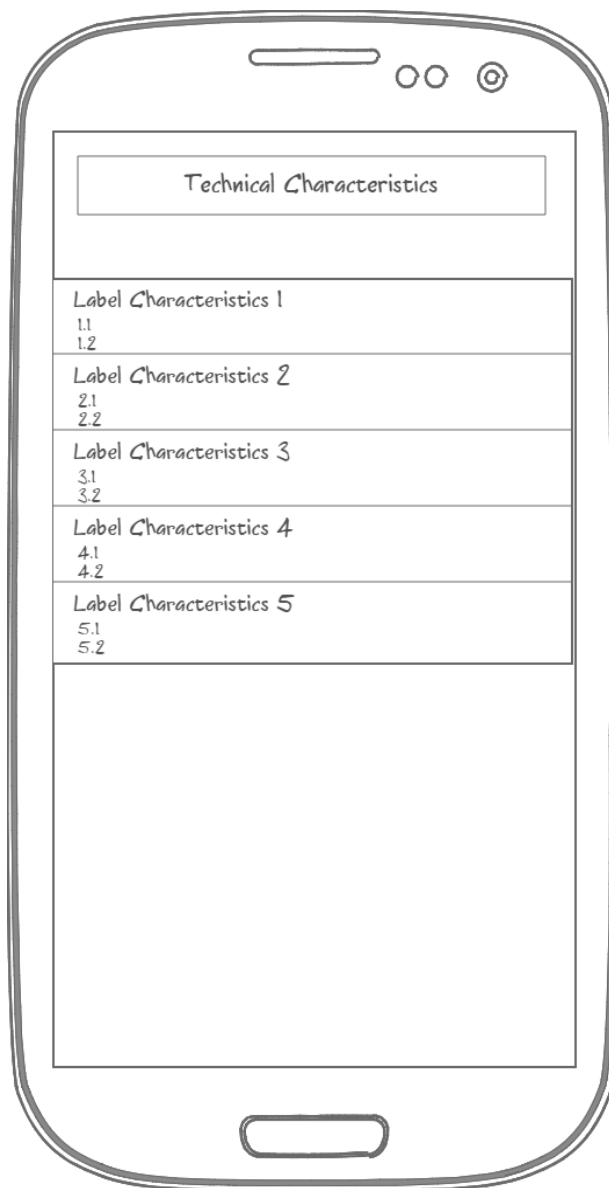 Technical Characteristics
Label Characteristics 1
1.1
1.2
Label Characteristics 2
2.1
2.2
Label Characteristics 3
3.1
3.2
Label Characteristics 4
4.1
4.2
Label Characteristics 5
5.1
5.2